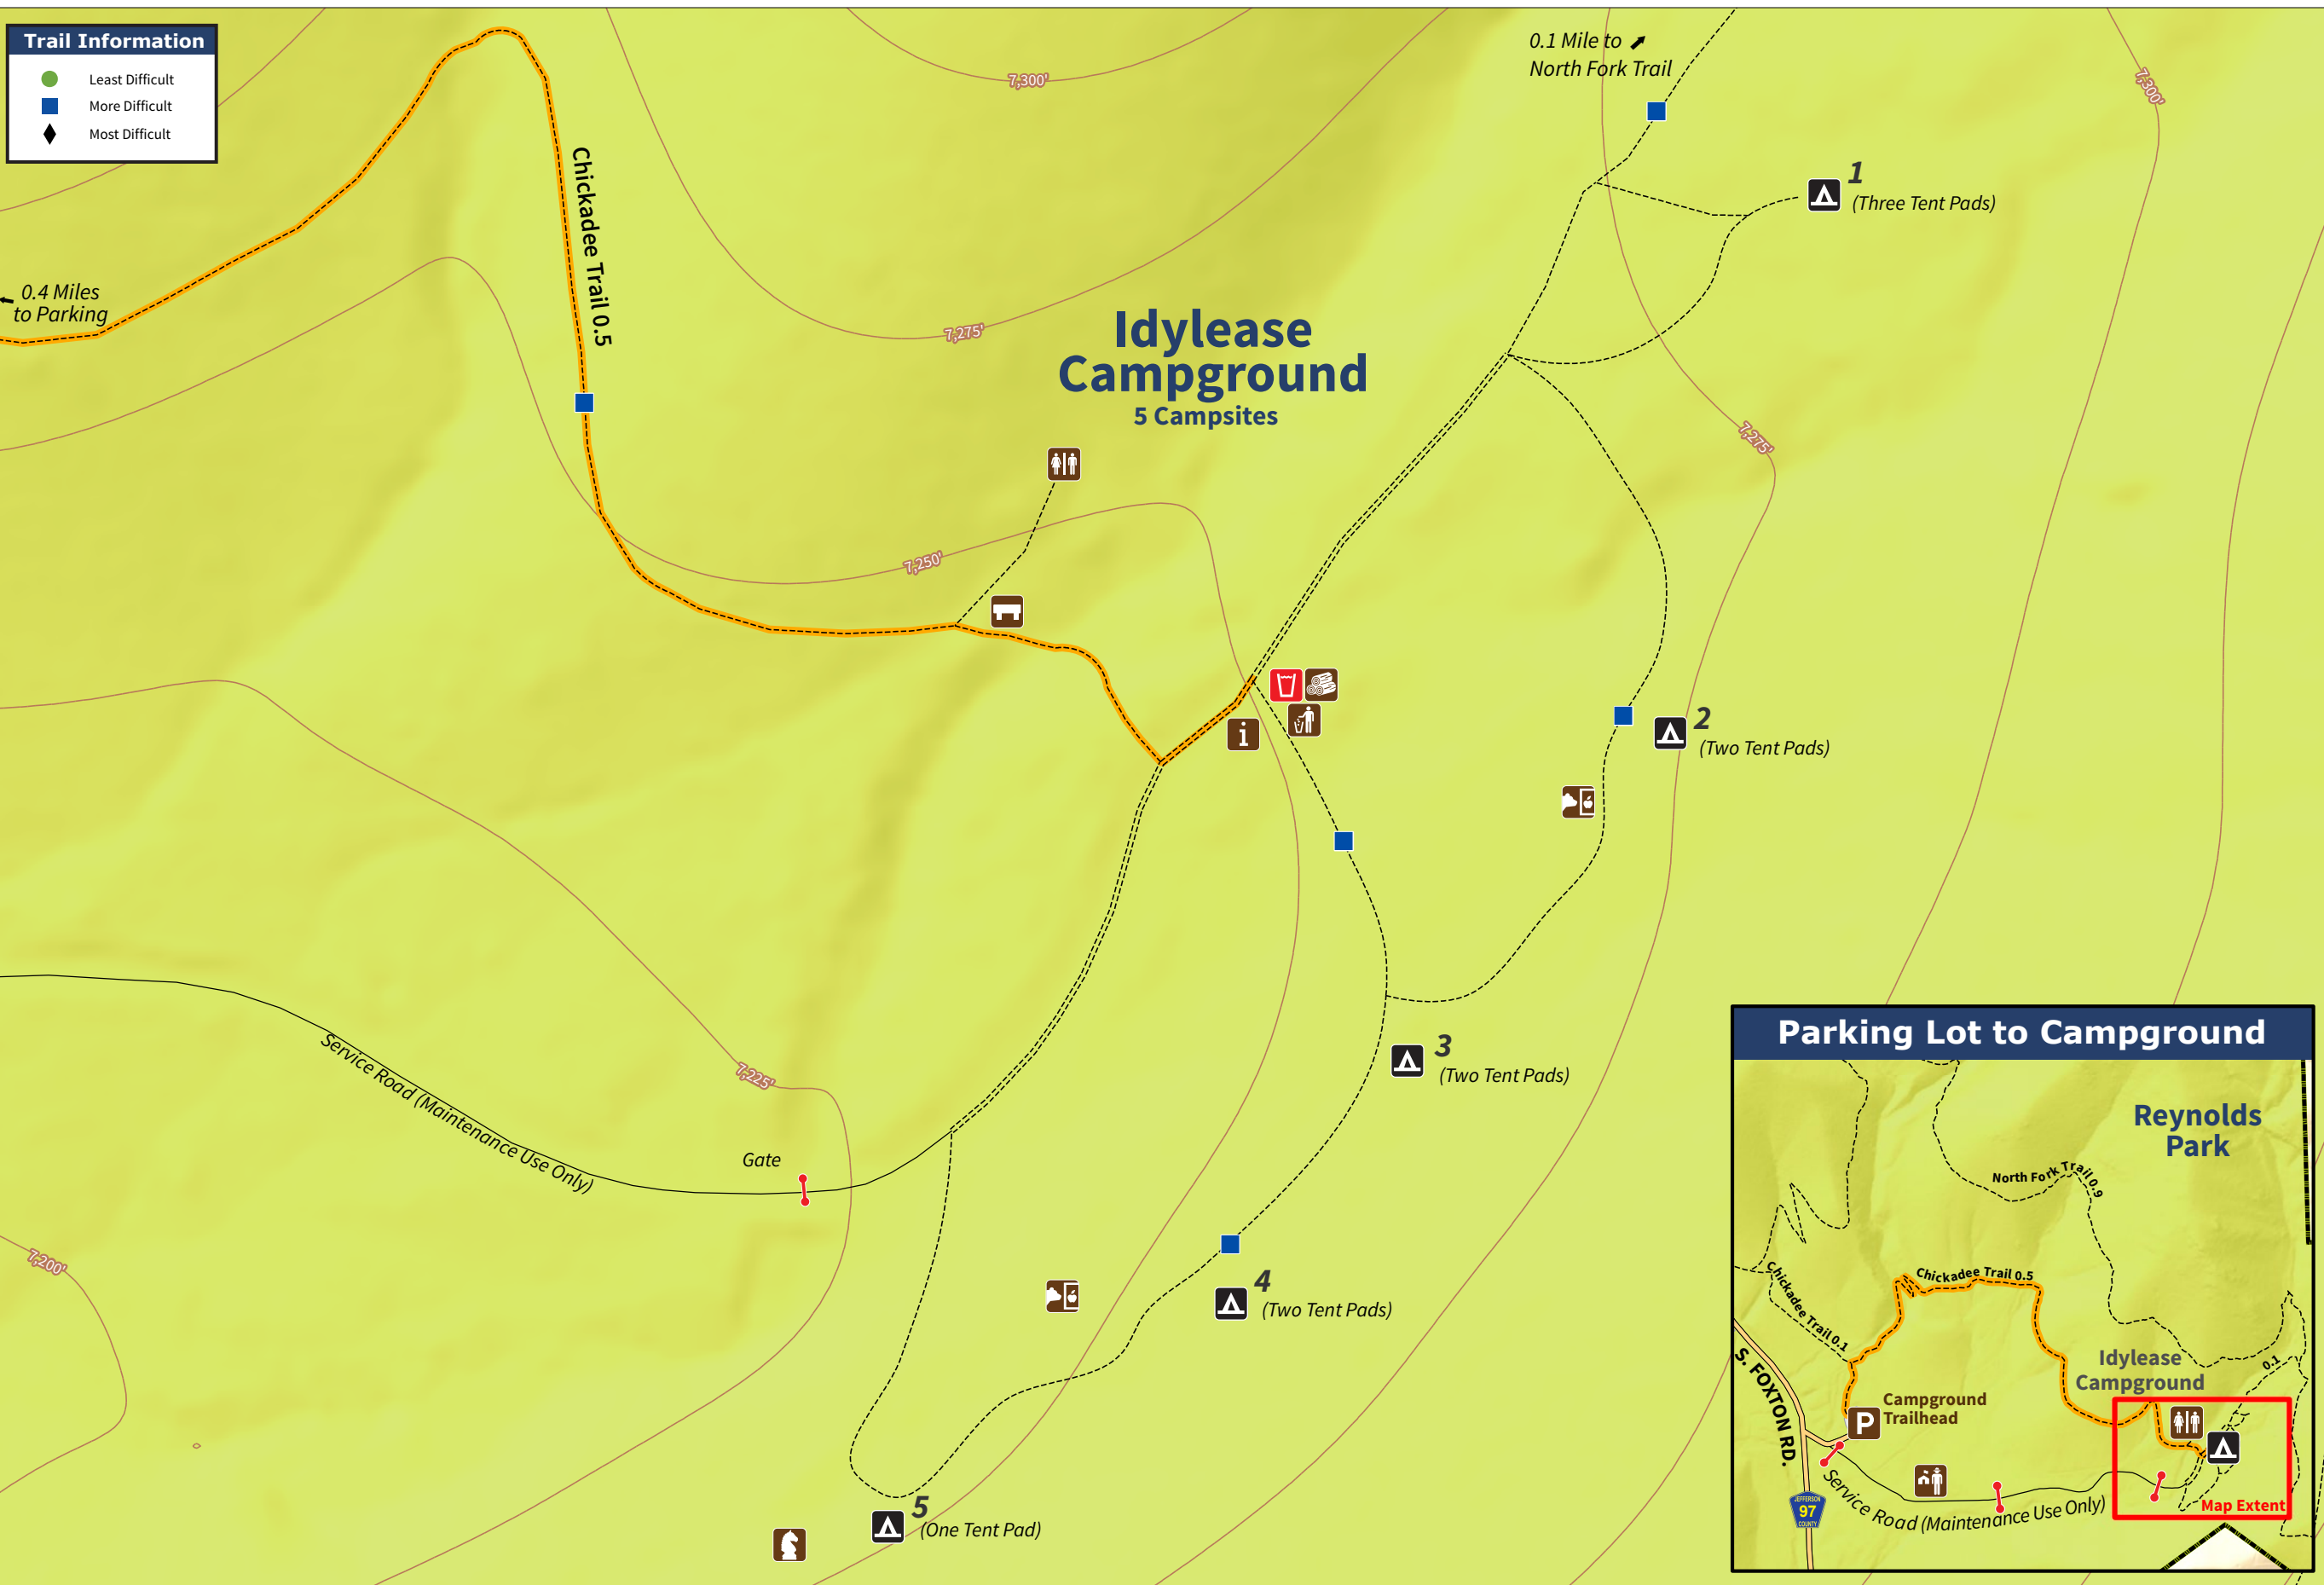 Trail Information
Least Difficult
More Difficult
Most Difficult
0.1 Mile to
North Fork Trail
7,300'
7,300'
Chickadee Trail 0.5
1
(Three Tent Pads)
0.4 Miles
to Parking
7,275'
Idylease
Campground
5 Campsites
7,275'
7,250'
2
(Two Tent Pads)
i
3
(Two Tent Pads)
Service Road (Maintenance Use Only)
7,225'
Gate
7,200'
4
(Two Tent Pads)
5
(One Tent Pad)
Parking Lot to Campground
Reynolds
Park
North Fork Trail 0.9
Chickadee Trail 0.5
Chickadee Trail 0.1
S. FOXTON RD.
Idylease
Campground
0.1
Campground
Trailhead
P
Service Road (Maintenance Use Only)
Map Extent
JEFFERSON
97
COUNTY